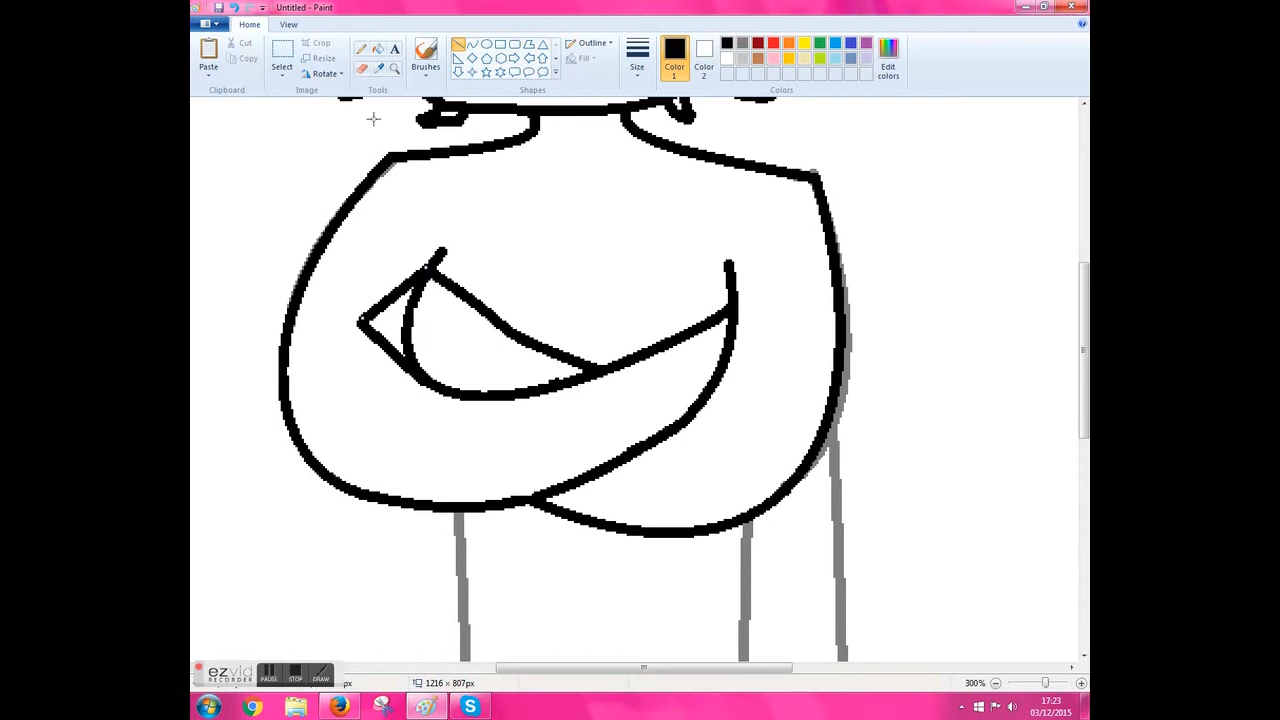 Untitled - Paint
Home View
Paste
Cut
Copy
Clipboard
Select
Crop
Resize
Rotate
Image
A
Tools
Brushes
Outline
Fill
Shapes
Size
Color 1
Color 2
Edit colors
Colors
ezvid
RECORDER
PAUSE STOP DRAW
px
1216 × 807px
300%
S
17:23
03/12/2015